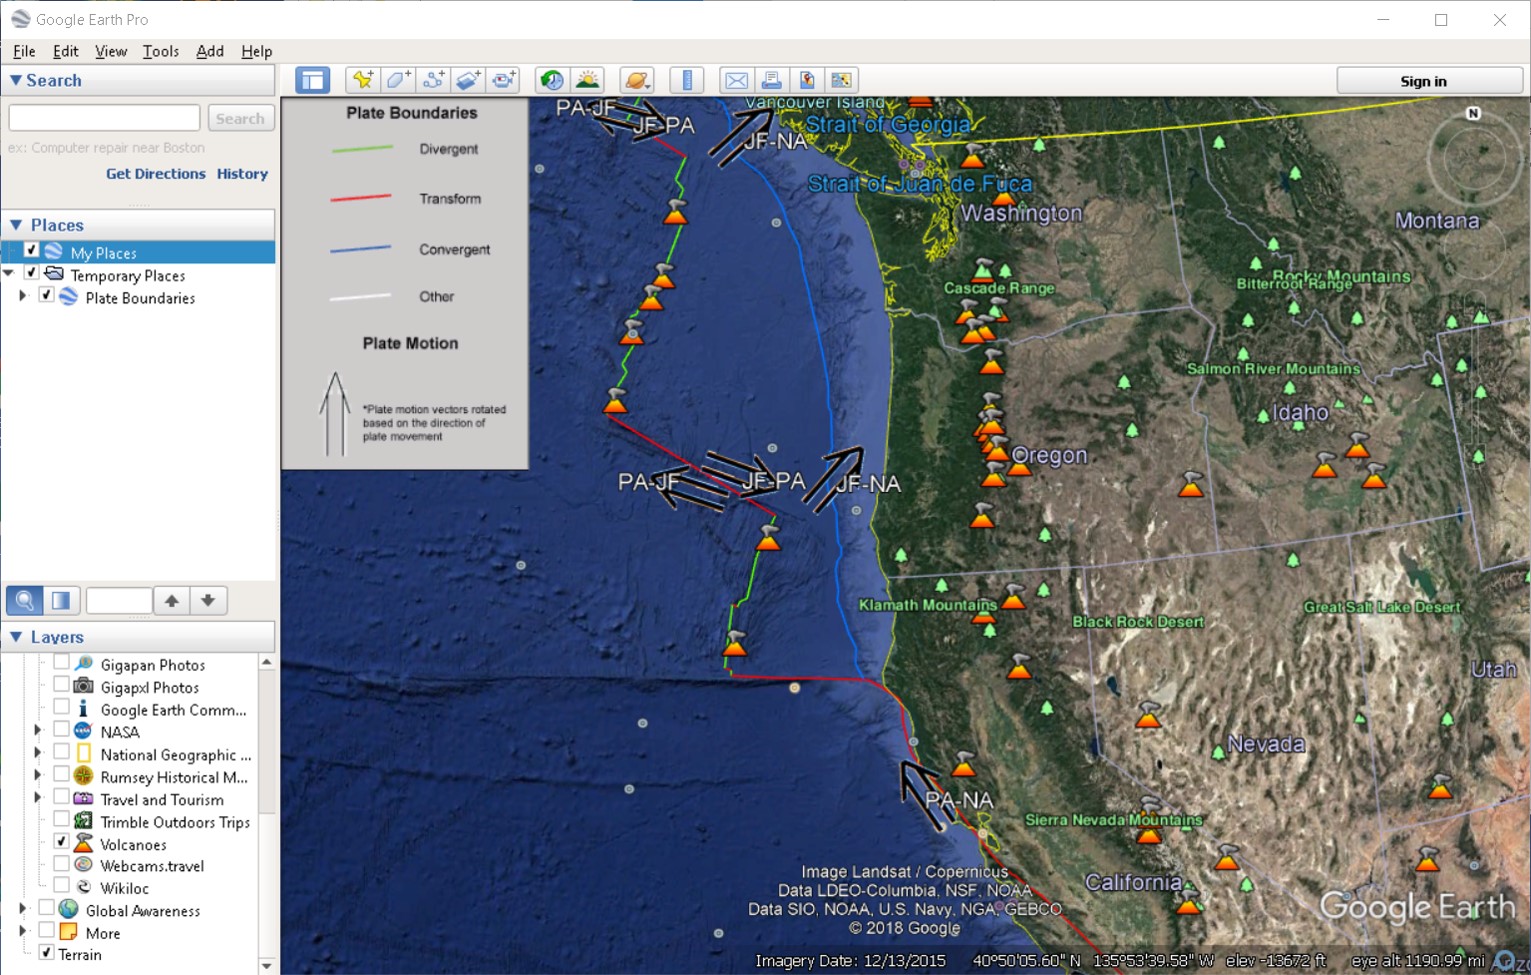 Google Earth Pro
File Edit View Tools Add Help
Search
Search
ex: Computer repair near Boston
Get Directions History
Places
My Places
Temporary Places
Plate Boundaries
Layers
Gigapan Photos
Gigapxl Photos
Google Earth Comm...
NASA
National Geographic ...
Rumsey Historical M...
Travel and Tourism
Trimble Outdoors Trips
Volcanoes
Webcams.travel
Wikiloc
Global Awareness
More
Terrain
Sign in
Plate Boundaries
Divergent
Transform
Convergent
Other
Plate Motion
*Plate motion vectors rotated
based on the direction of
plate movement
PA-JF
JF-PA
Vancouver Island
JF-NA
Strait of Georgia
Strait of Juan de Fuca
N
Washington
Montana
Cascade Range
Rocky Mountains
Bitterroot Range
Salmon River Mountains
Idaho
Oregon
PA-JF
JF-PA
JF-NA
Klamath Mountains
Black Rock Desert
Great Salt Lake Desert
Utah
Nevada
PA-NA
Sierra Nevada Mountains
California
Image Landsat / Copernicus
Data LDEO-Columbia, NSF, NOAA
Data SIO, NOAA, U.S. Navy, NGA, GEBCO
© 2018 Google
Google Earth
Imagery Date: 12/13/2015 40°50'05.60" N 135°53'39.58" W elev -13672 ft eye alt 1190.99 mi